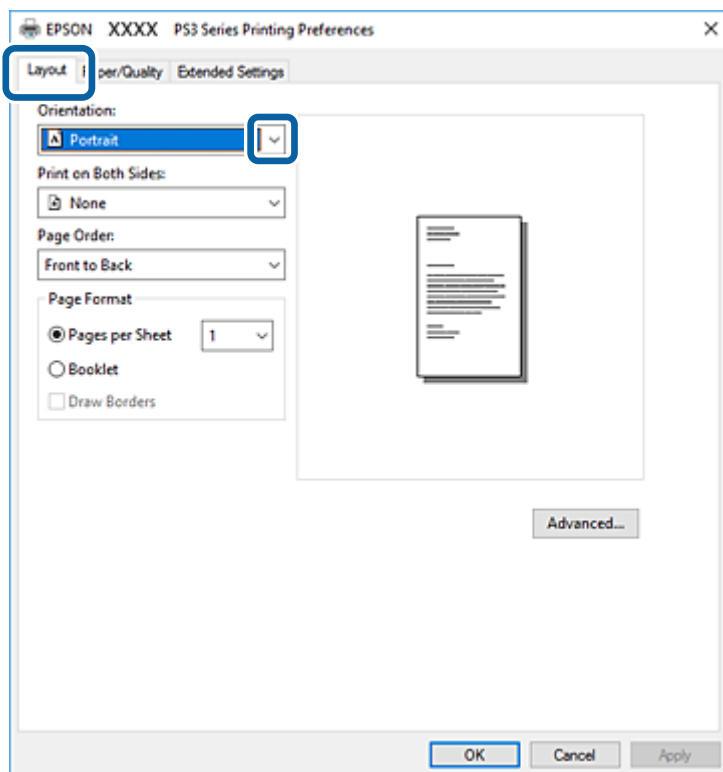 EPSON XXXX PS3 Series Printing Preferences
Layout per/Quality Extended Settings
Orientation:
Portrait
Print on Both Sides:
None
Page Order:
Front to Back
Page Format
Pages per Sheet 1
Booklet
Draw Borders
Advanced...
OK Cancel Apply